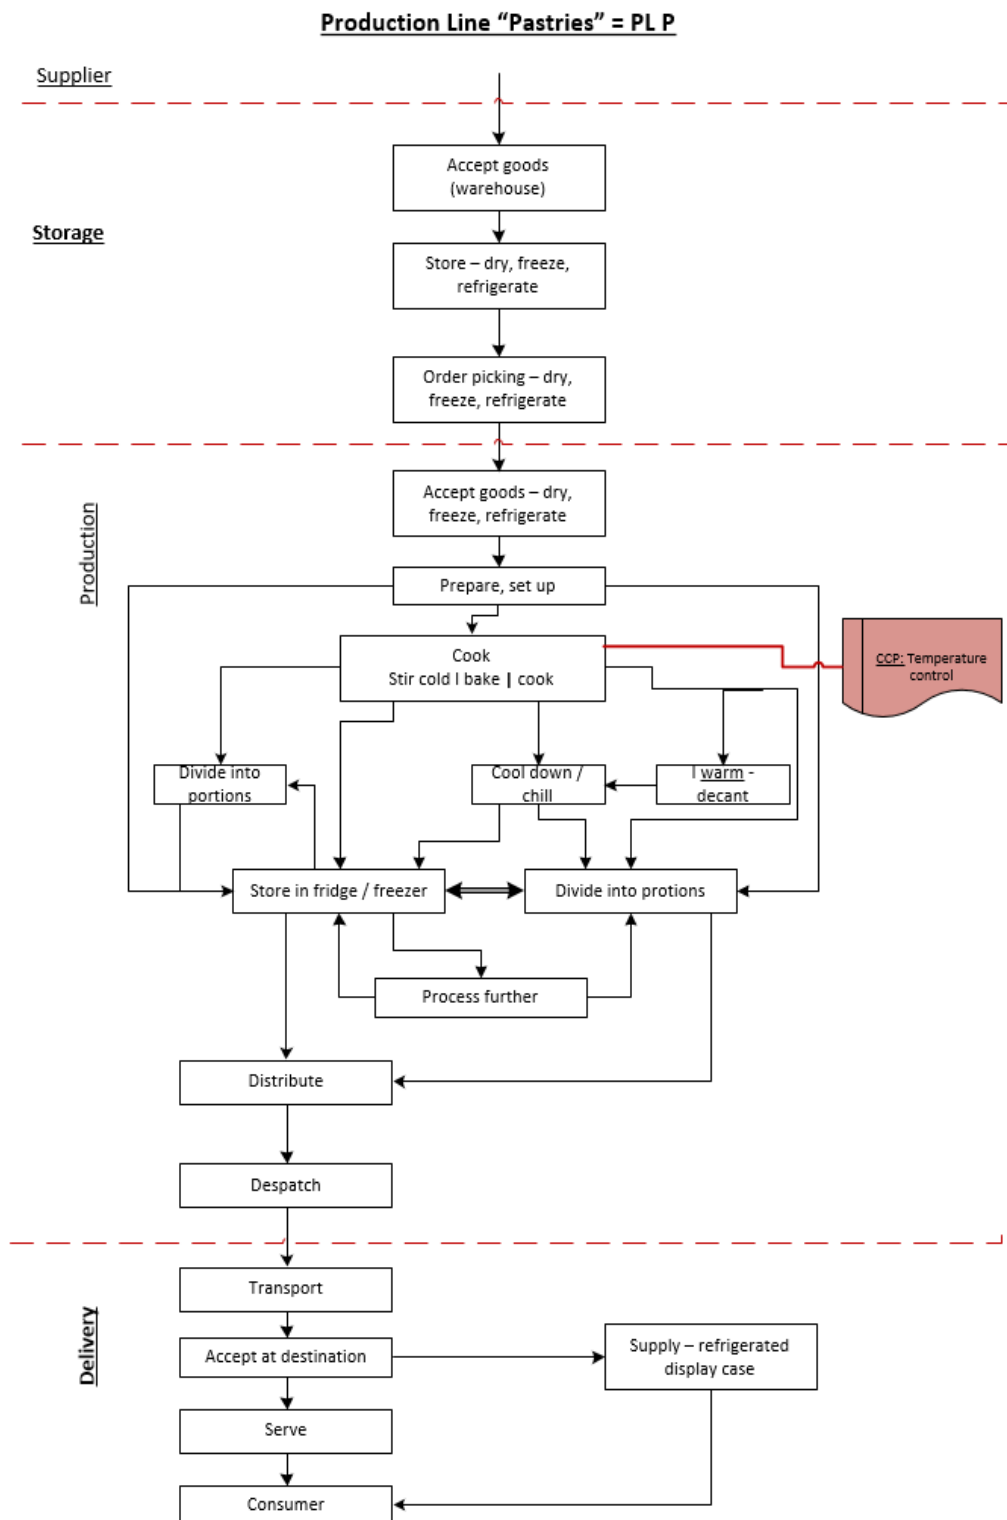 Production Line “Pastries” = PL P
Supplier
Accept goods
(warehouse)
Storage
Store – dry, freeze,
refrigerate
Order picking – dry,
freeze, refrigerate
Production
Accept goods – dry,
freeze, refrigerate
Prepare, set up
Cook
Stir cold I bake | cook
CCP: Temperature
control
Divide into
portions
Cool down /
chill
I warm -
decant
Store in fridge / freezer
Divide into protions
Process further
Distribute
Despatch
Delivery
Transport
Accept at destination
Supply – refrigerated
display case
Serve
Consumer